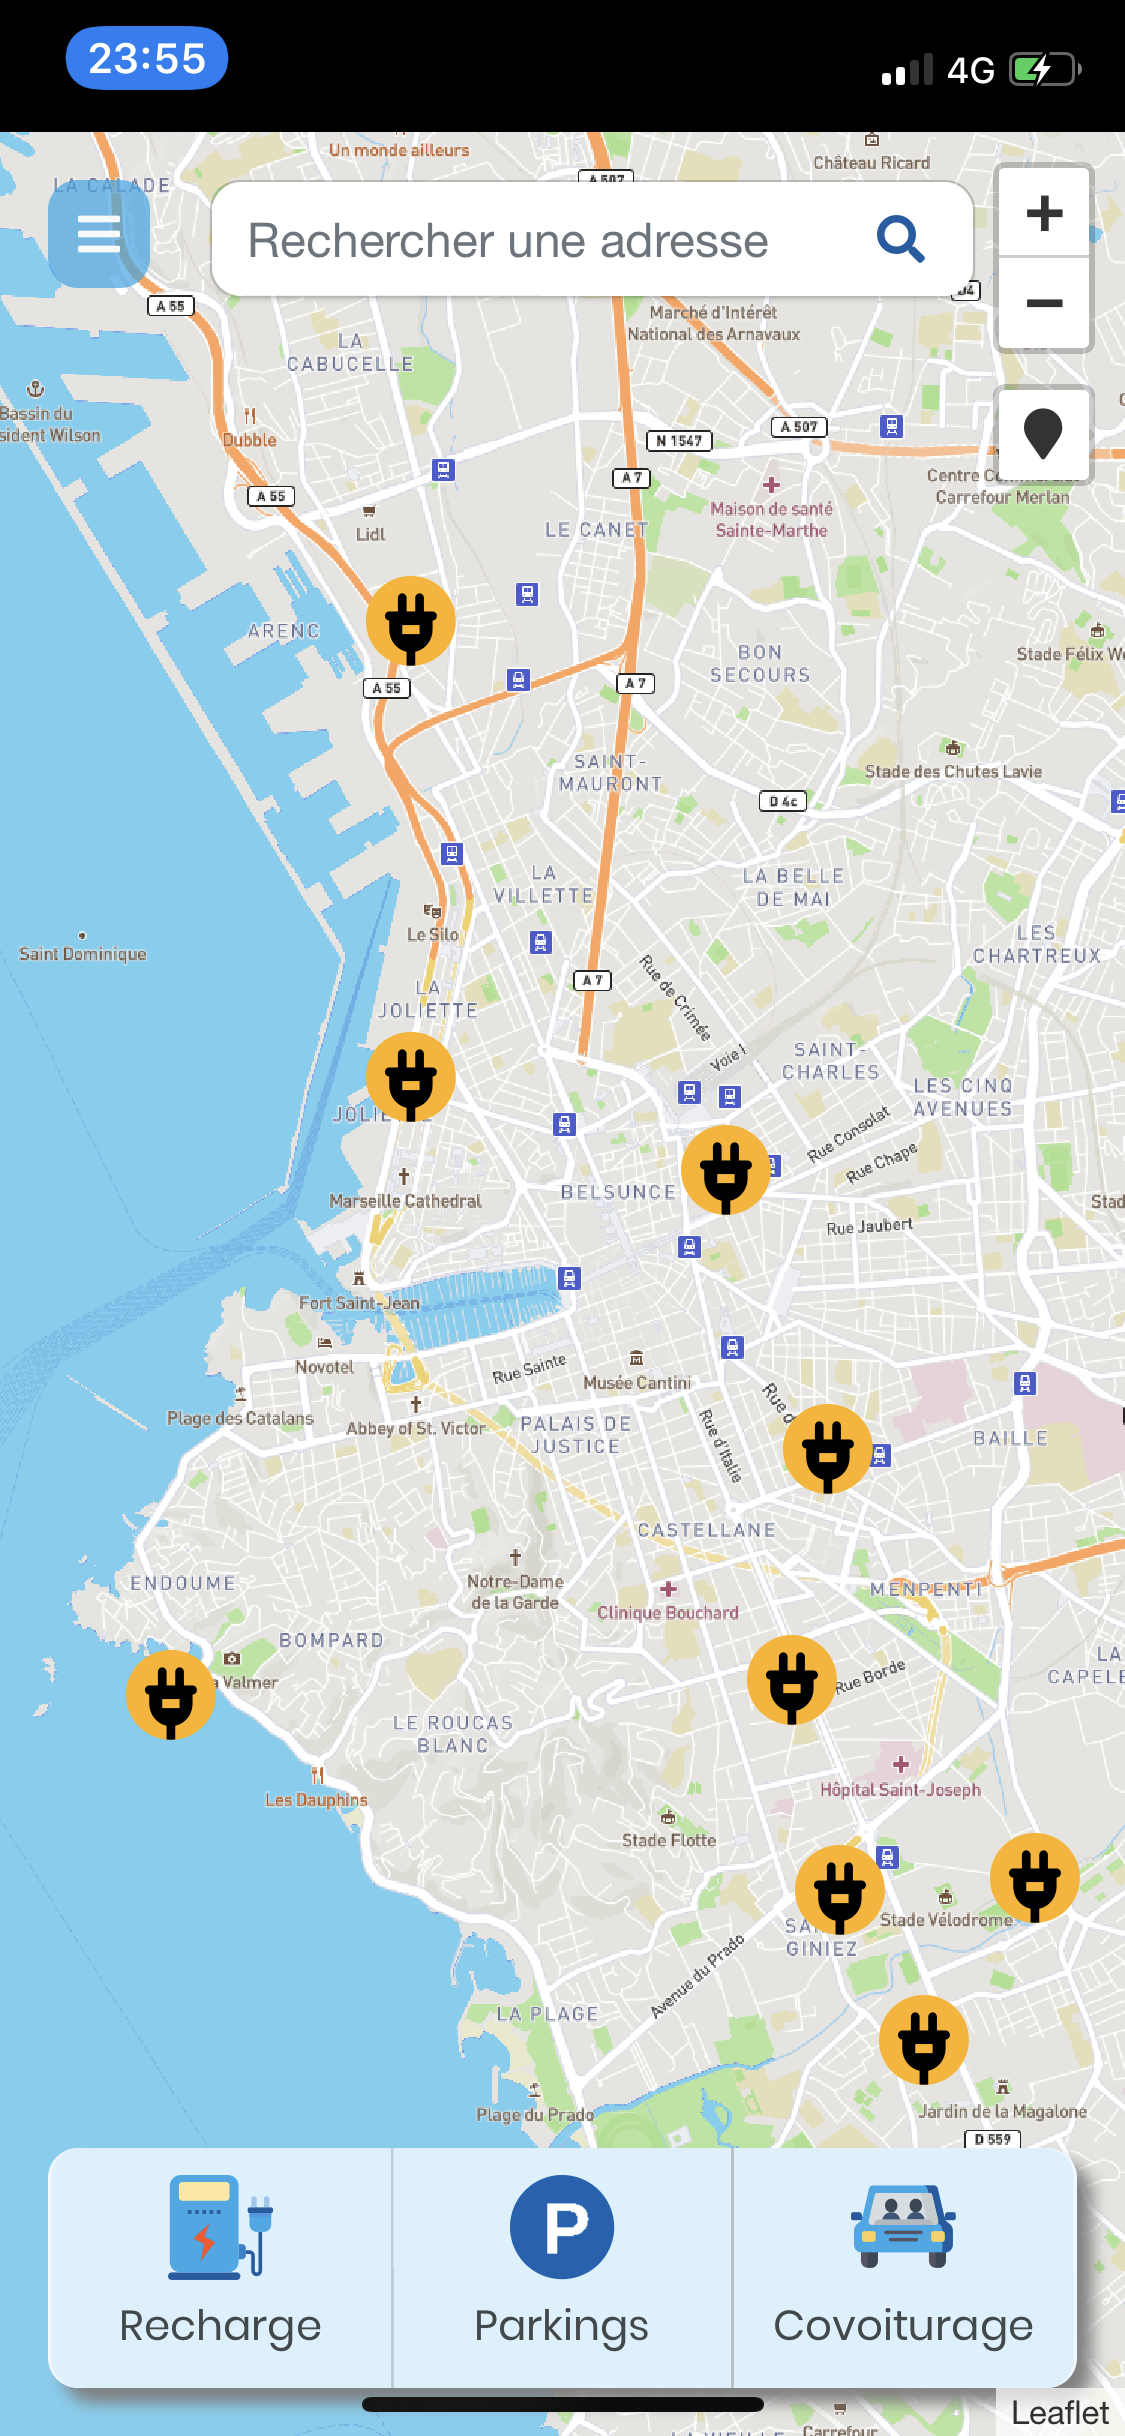 23:55
4G
Un monde ailleurs
Château Ricard
LA CALADE
A 507
Rechercher une adresse
+
−
A 55
Marché d'Intérêt
National des Arnavaux
LA
CABUCELLE
Bassin du
sident Wilson
Dubble
N 1547
A 507
A 7
A 55
Centre
Carrefour Merlan
Maison de santé
Sainte-Marthe
Lidl
LE CANET
ARENC
BON
SECOURS
Stade Félix
A 55
A 7
SAINT-
MAURONT
Stade des Chutes Lavie
D 4c
LA
VILLETTE
LA BELLE
DE MAI
Le Silo
LES
CHARTREUX
Saint Dominique
A 7
Rue de Crimée
LA
JOLIETTE
Voie I
SAINT-
CHARLES
LES CINQ
AVENUES
JOLIE
Rue Consolat
Rue Chape
BELSUNCE
Marseille Cathedral
Stad
Rue Jaubert
Fort Saint-Jean
Novotel
Rue Sainte
Musée Cantini
Plage des Catalans
Abbey of St. Victor
PALAIS DE
JUSTICE
Rue d'Italie
Rue d
BAILLE
CASTELLANE
ENDOUME
Notre-Dame
de la Garde
Clinique Bouchard
MENPENTI
BOMPARD
LA
CAPELE
Valmer
Rue Borde
LE ROUCAS
BLANC
Hôpital Saint-Joseph
Les Dauphins
Stade Flotte
SA
GINIEZ
Stade Vélodrome
Avenue du Prado
LA PLAGE
Plage du Prado
Jardin de la Magalone
D 559
P
Recharge
Parkings
Covoiturage
Leaflet
Carrefour